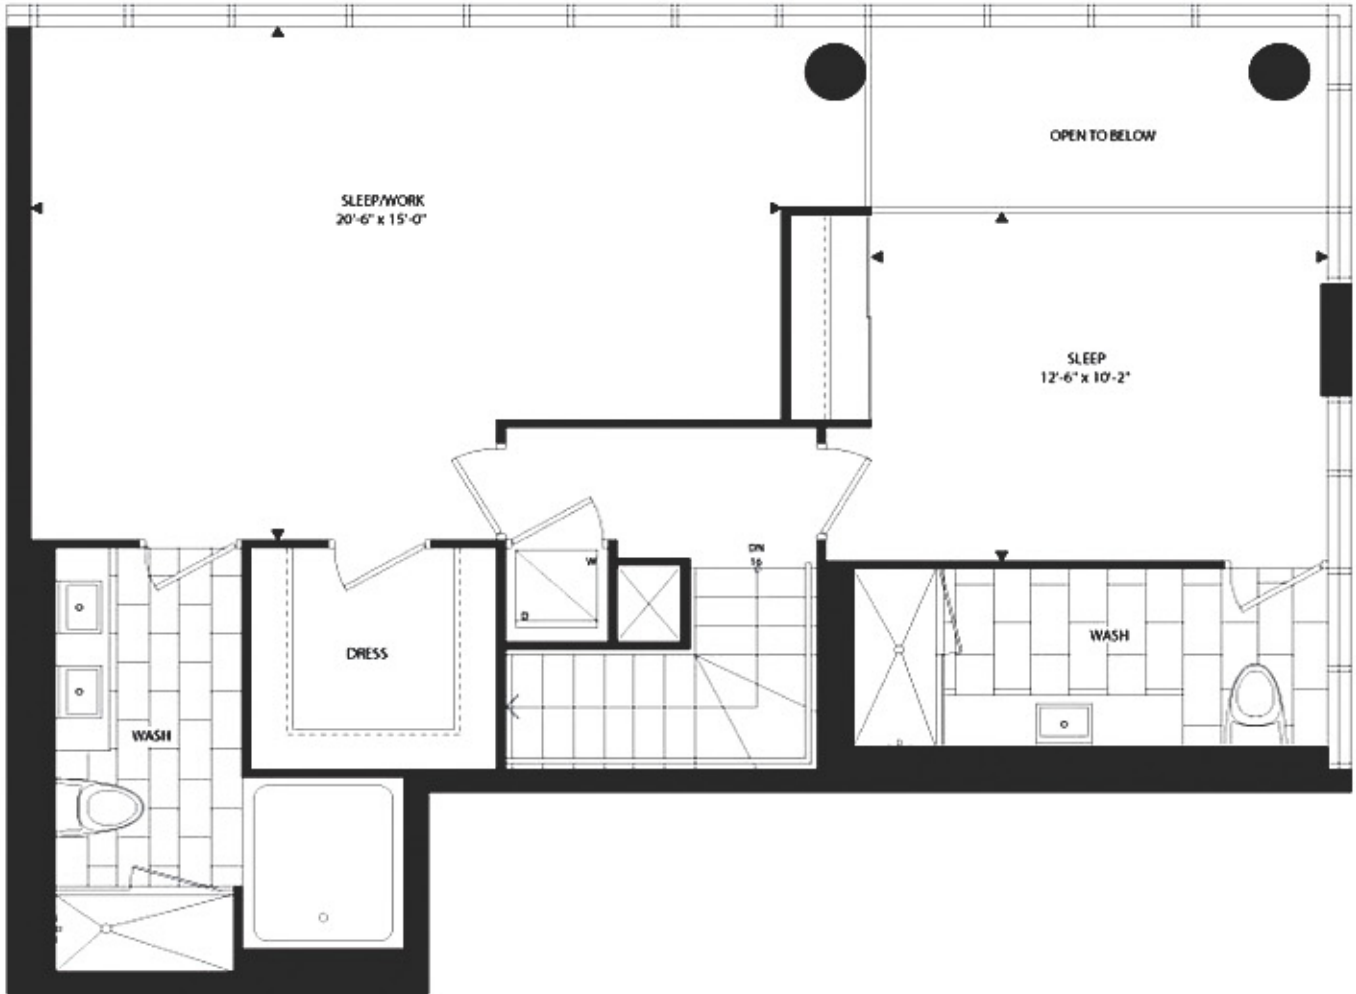 OPEN TO BELOW
SLEEP/WORK
20'-6" x 15'-0"
SLEEP
12'-6" x 10'-2"
DN
16
W
D
WASH
DRESS
WASH